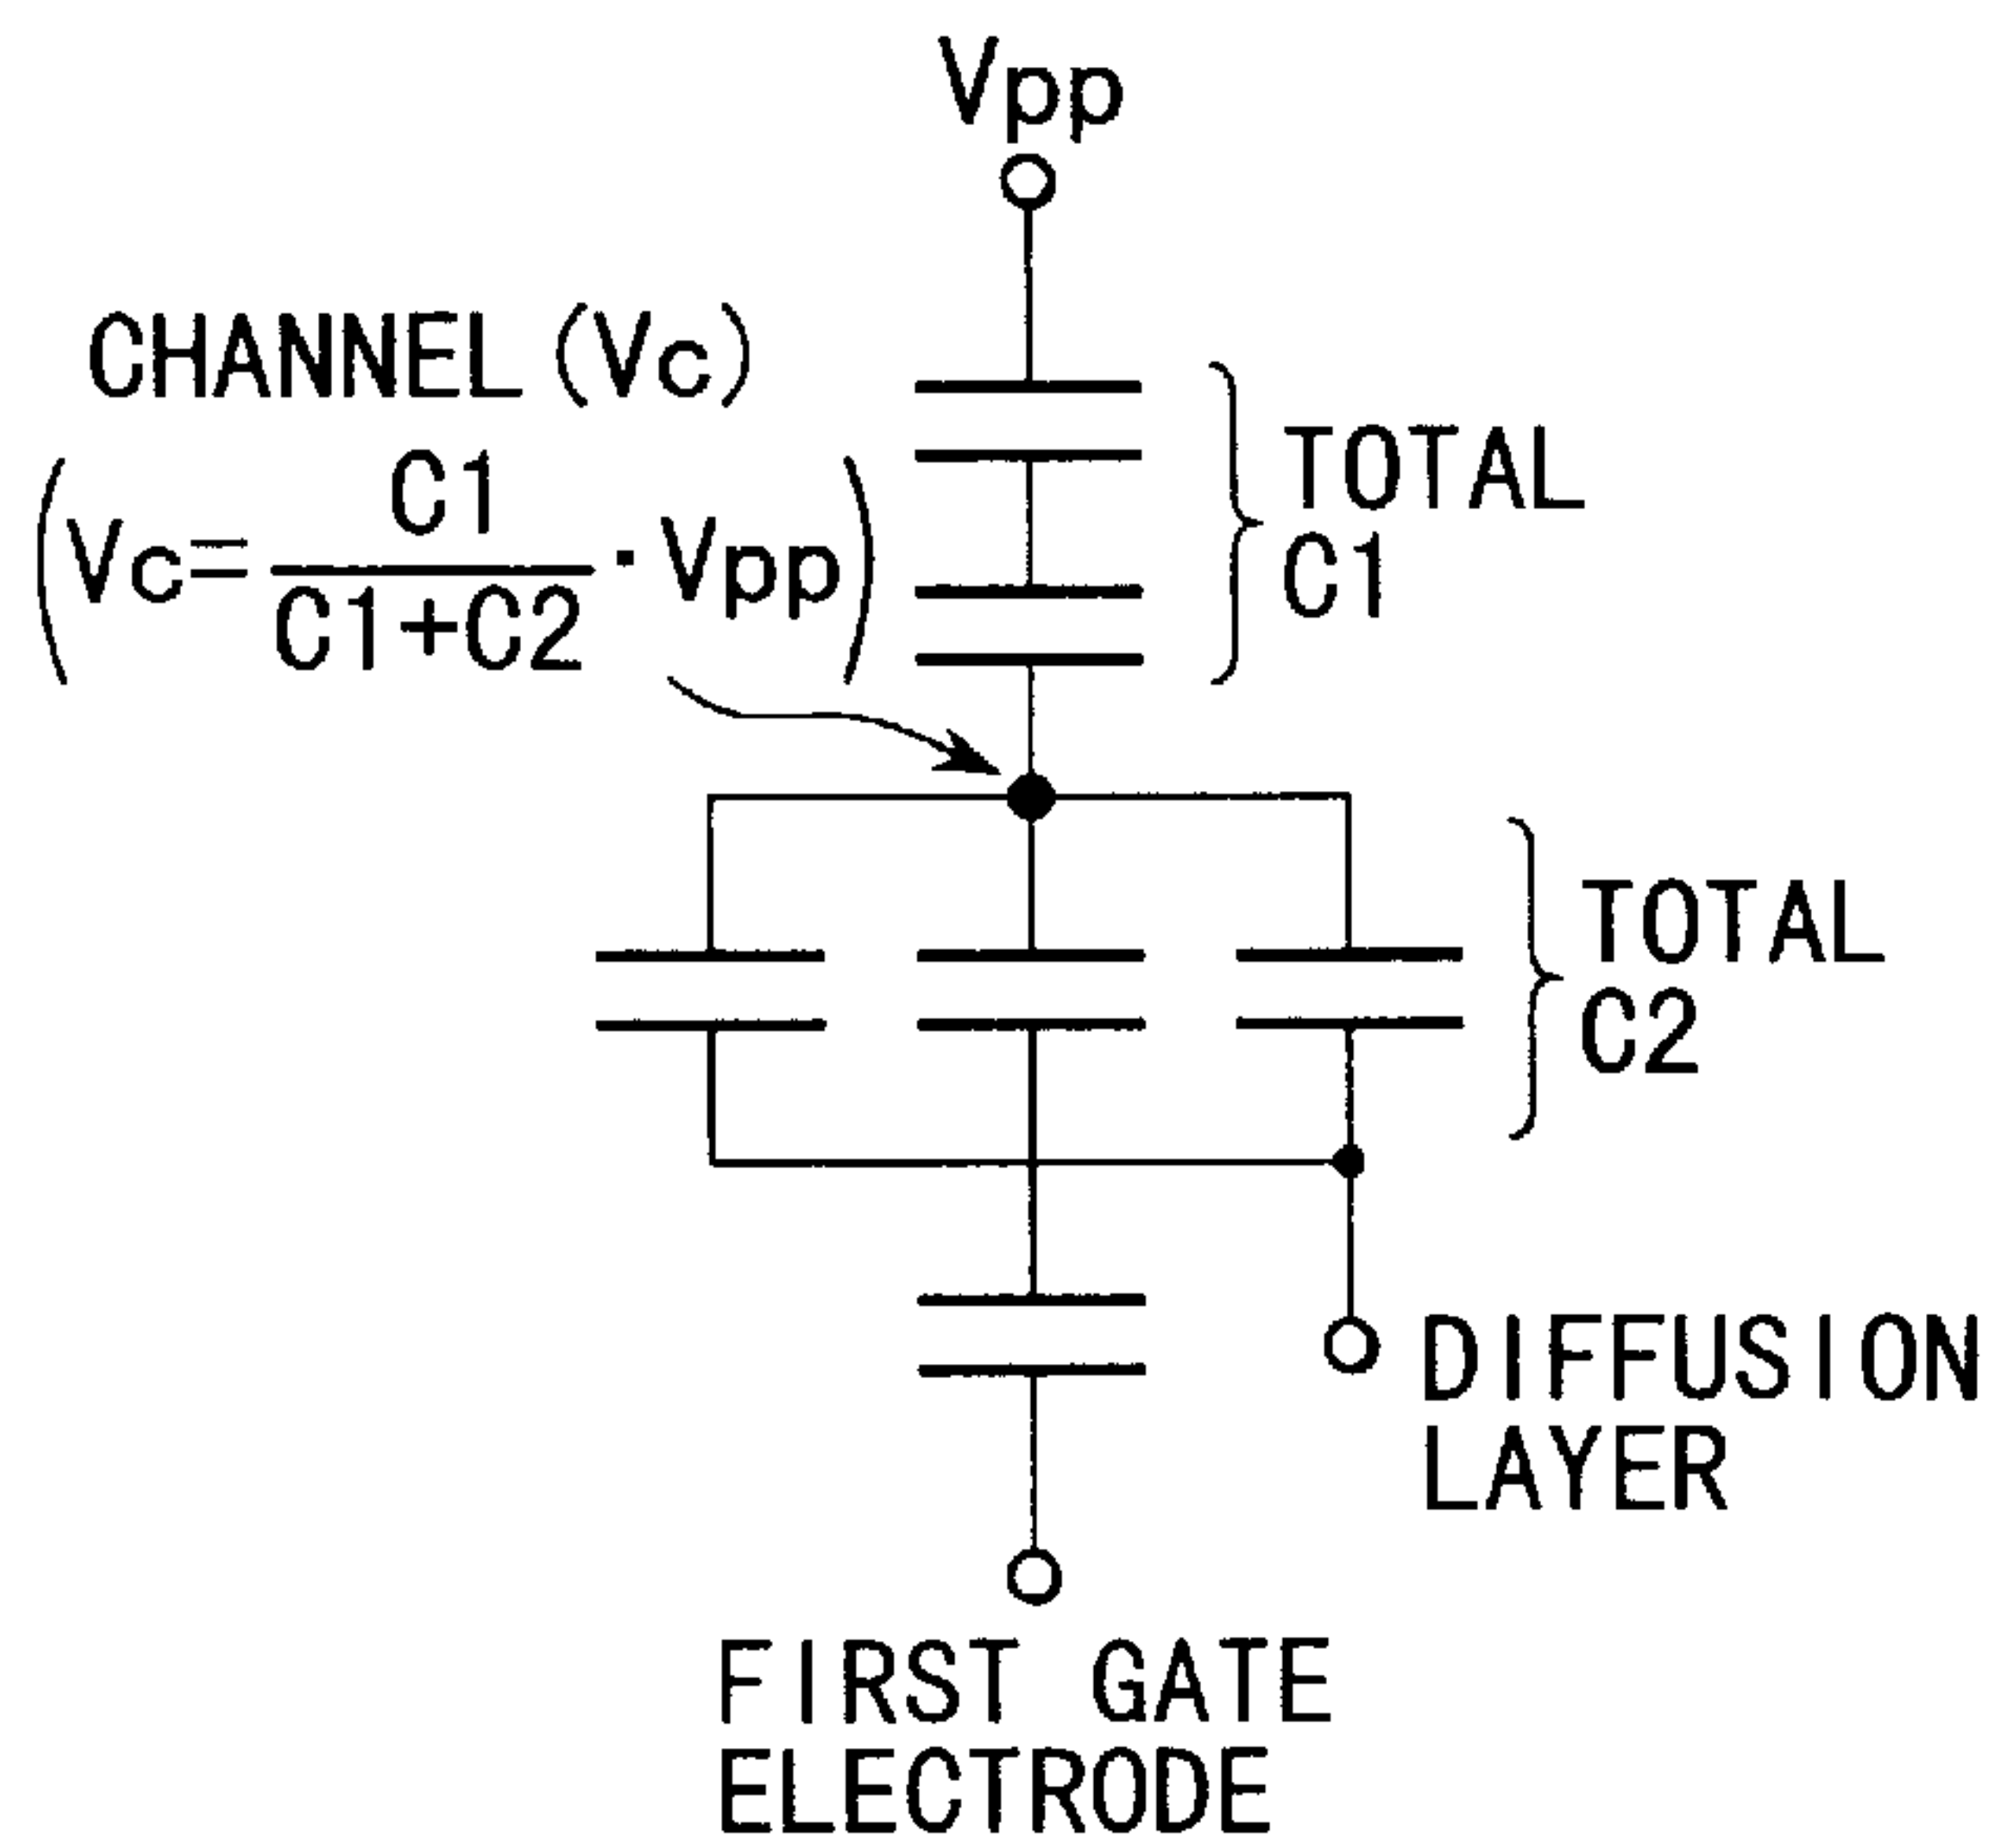 Vpp
CHANNEL (Vc)
(Vc= C1/C1+C2 · Vpp)
TOTAL
C1
TOTAL
C2
DIFFUSION
LAYER
FIRST GATE
ELECTRODE